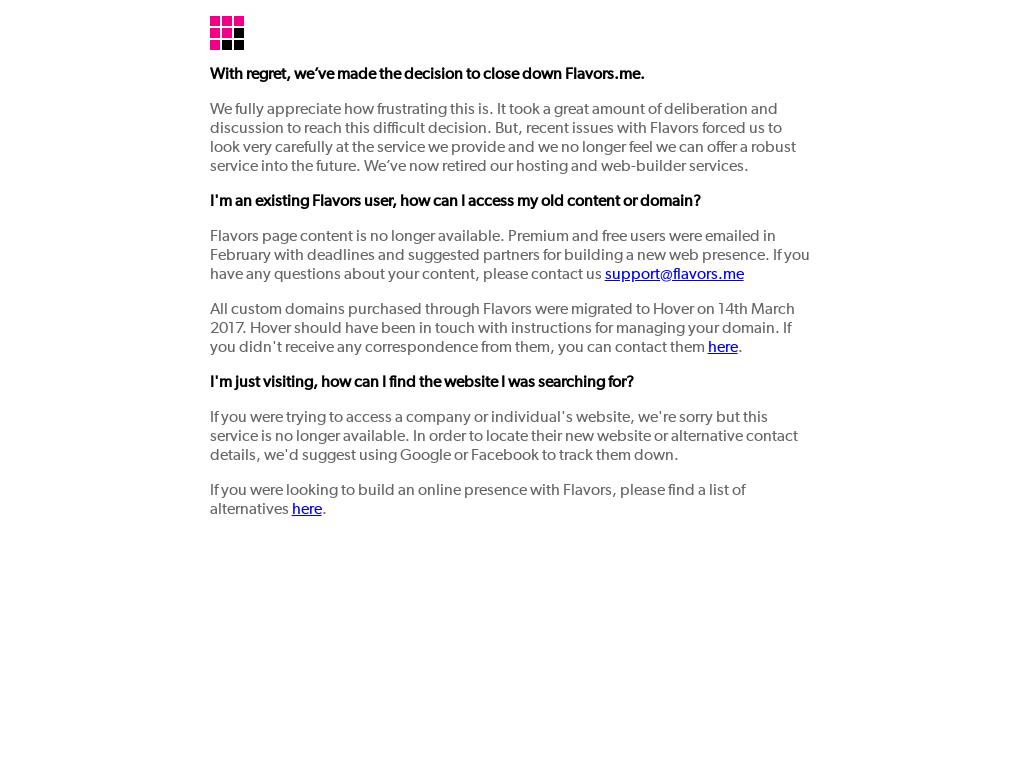 With regret, we’ve made the decision to close down Flavors.me.
We fully appreciate how frustrating this is. It took a great amount of deliberation and
discussion to reach this difficult decision. But, recent issues with Flavors forced us to
look very carefully at the service we provide and we no longer feel we can offer a robust
service into the future. We’ve now retired our hosting and web-builder services.
I'm an existing Flavors user, how can I access my old content or domain?
Flavors page content is no longer available. Premium and free users were emailed in
February with deadlines and suggested partners for building a new web presence. If you
have any questions about your content, please contact us support@flavors.me
All custom domains purchased through Flavors were migrated to Hover on 14th March
2017. Hover should have been in touch with instructions for managing your domain. If
you didn't receive any correspondence from them, you can contact them here.
I'm just visiting, how can I find the website I was searching for?
If you were trying to access a company or individual's website, we're sorry but this
service is no longer available. In order to locate their new website or alternative contact
details, we'd suggest using Google or Facebook to track them down.
If you were looking to build an online presence with Flavors, please find a list of
alternatives here.